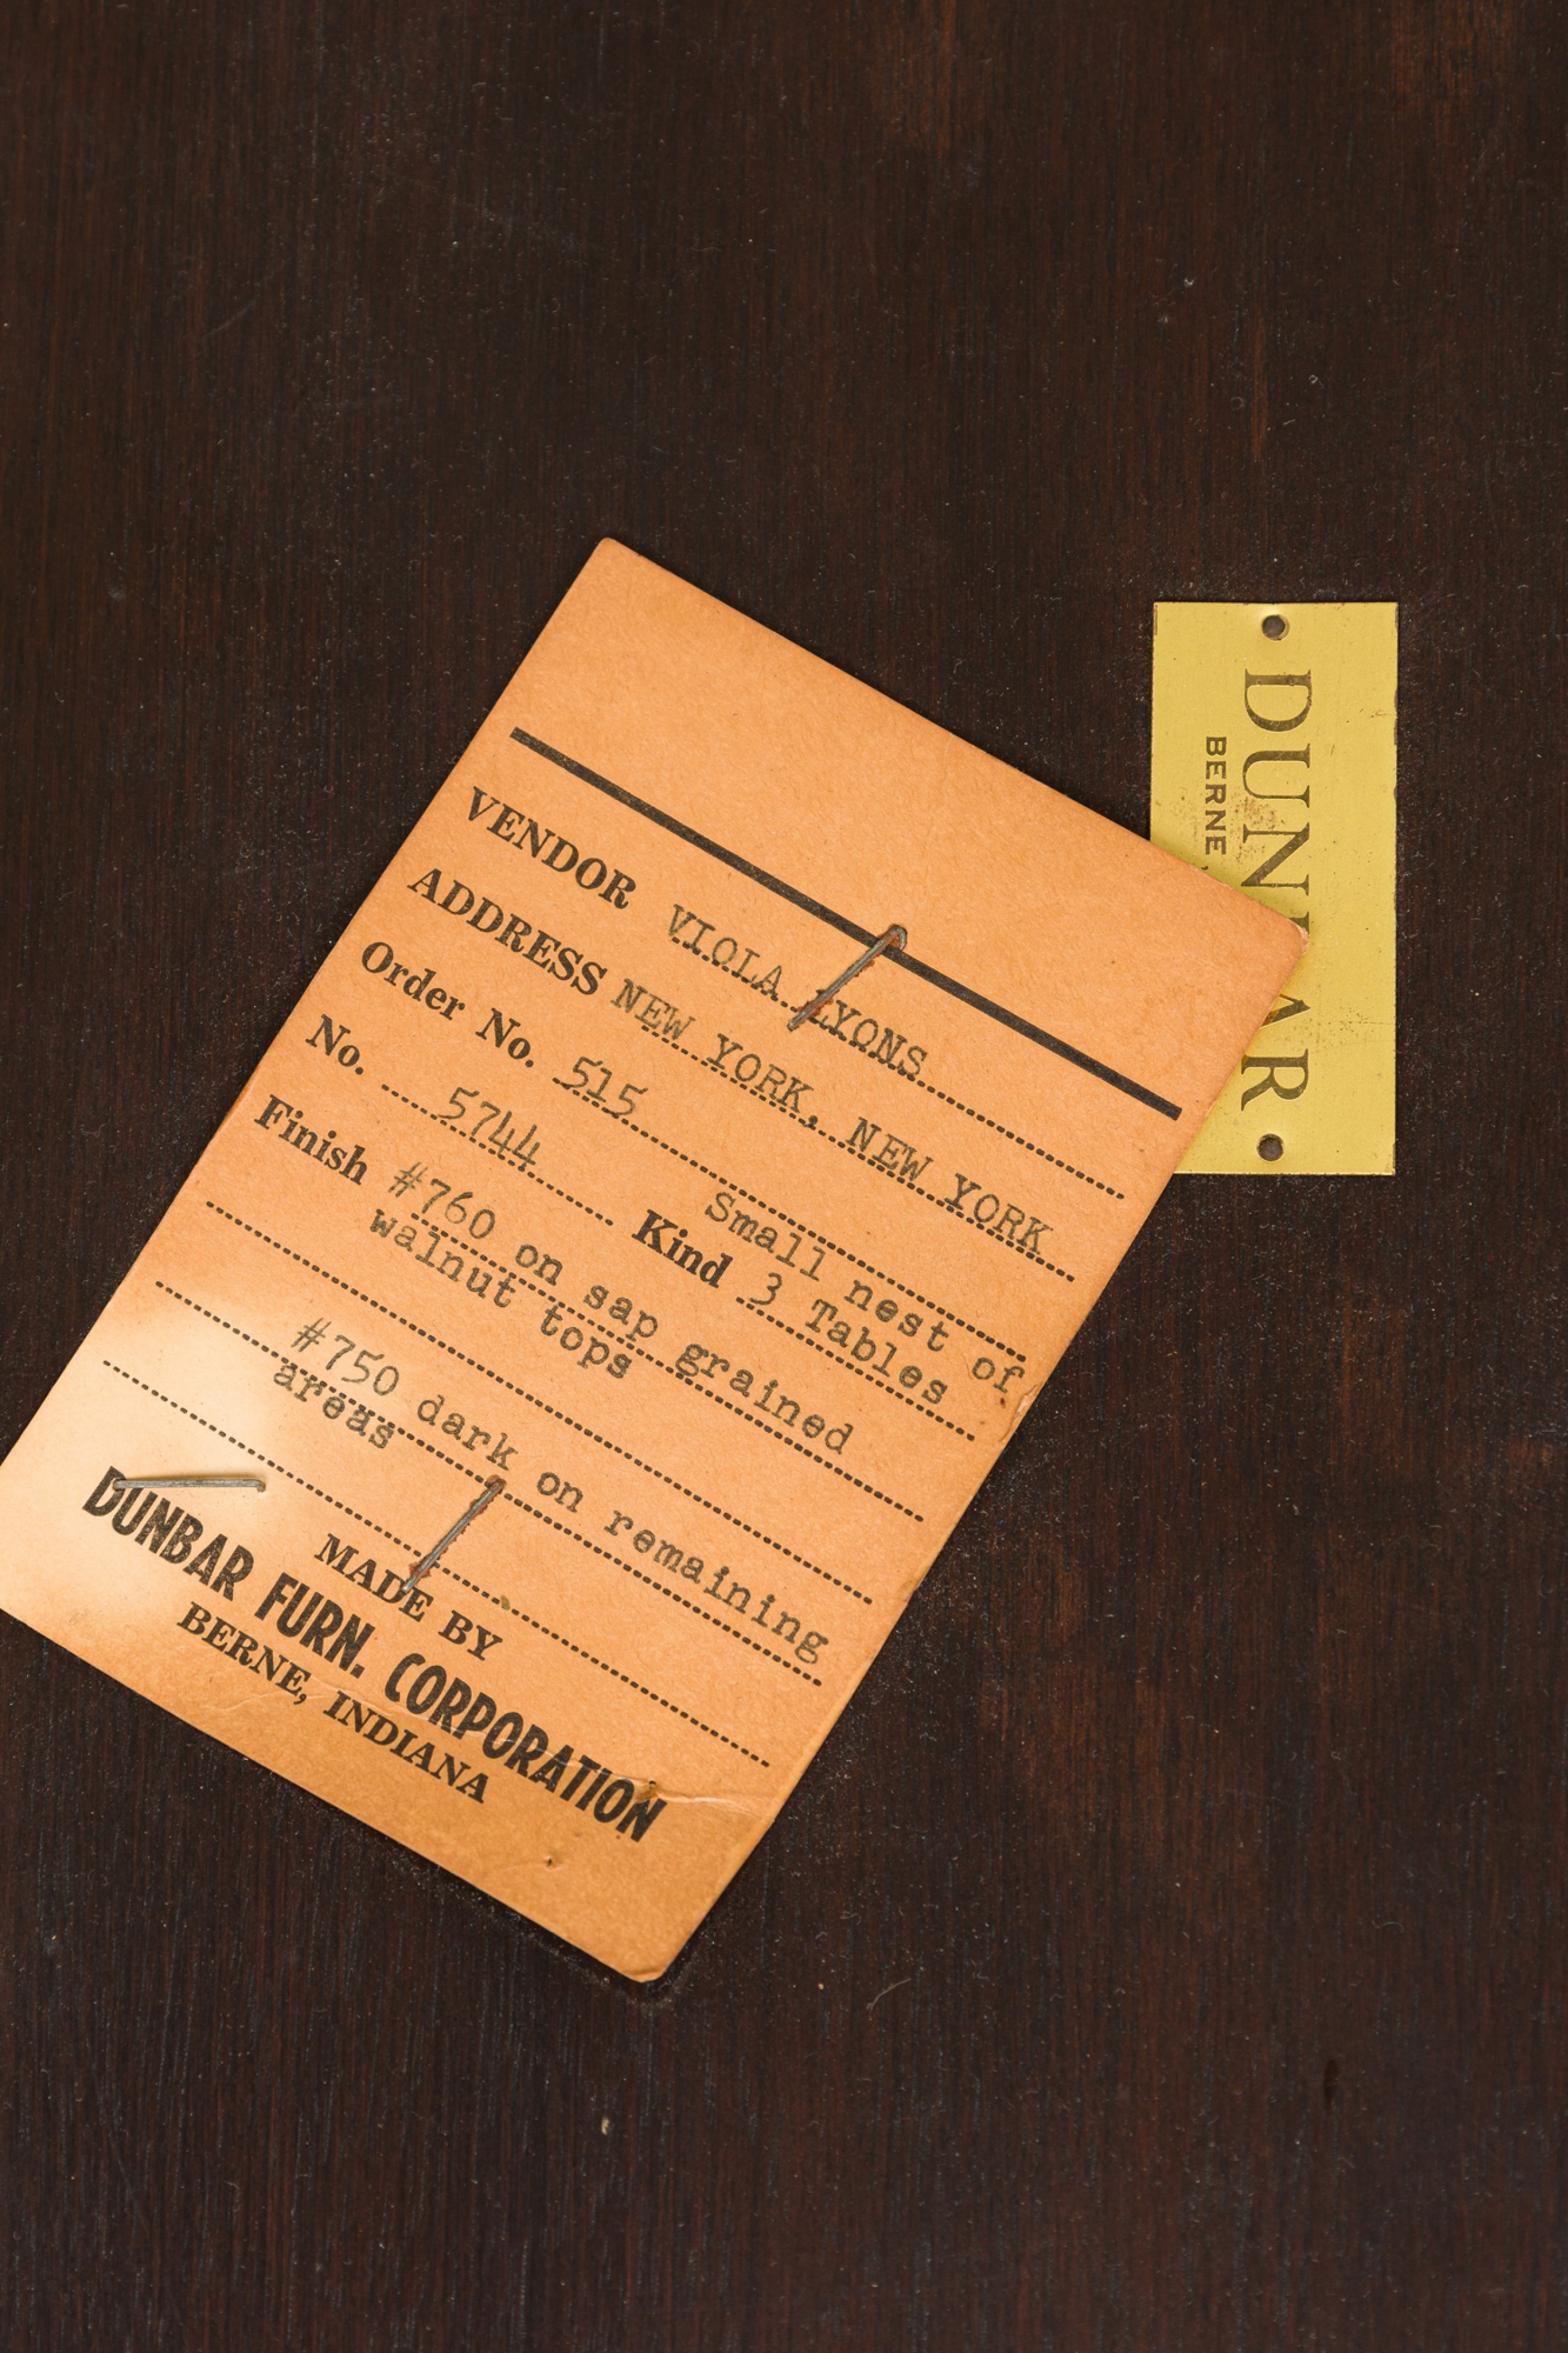 VENDOR VIOLA LYONS
ADDRESS NEW YORK, NEW YORK
Order No. 515
Small nest of
No. 5744 Kind 3 Tables
Finish #760 on sap grained
walnut tops
#750 dark on remaining
areas
MADE BY
DUNBAR FURN. CORPORATION
BERNE, INDIANA
DUNBAR
BERNE,